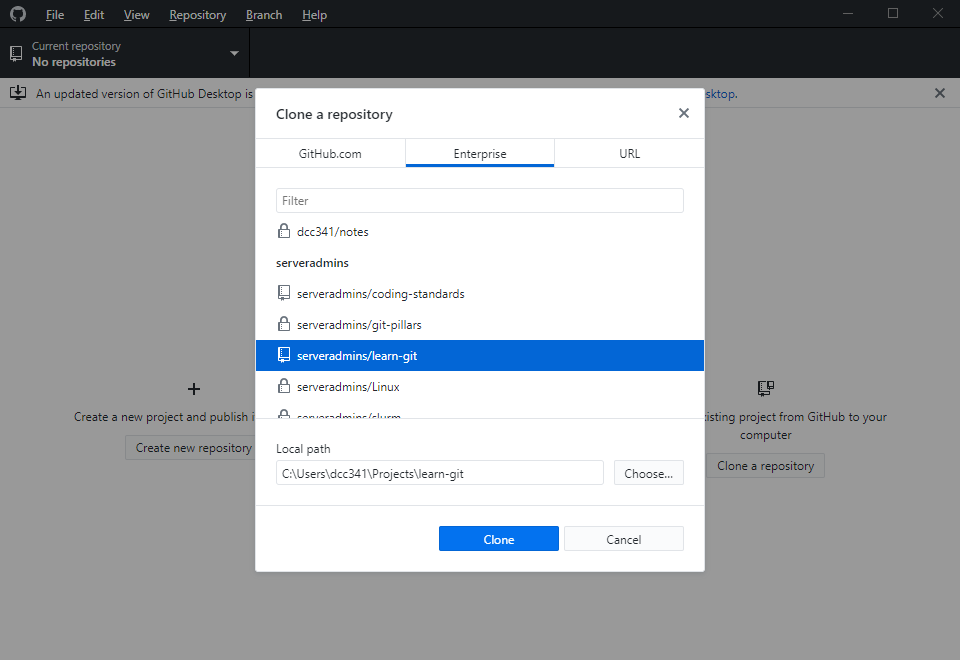 File Edit View Repository Branch Help
Current repository
No repositories
An updated version of GitHub Desktop is
sktop.
Clone a repository
GitHub.com Enterprise URL
Filter
dcc341/notes
serveradmins
serveradmins/coding-standards
serveradmins/git-pillars
serveradmins/learn-git
serveradmins/Linux
serveradmins/slurm
Create a new project and publish i
Create new repository
isting project from GitHub to your
computer
Clone a repository
Local path
C:\Users\dcc341\Projects\learn-git
Choose...
Clone Cancel